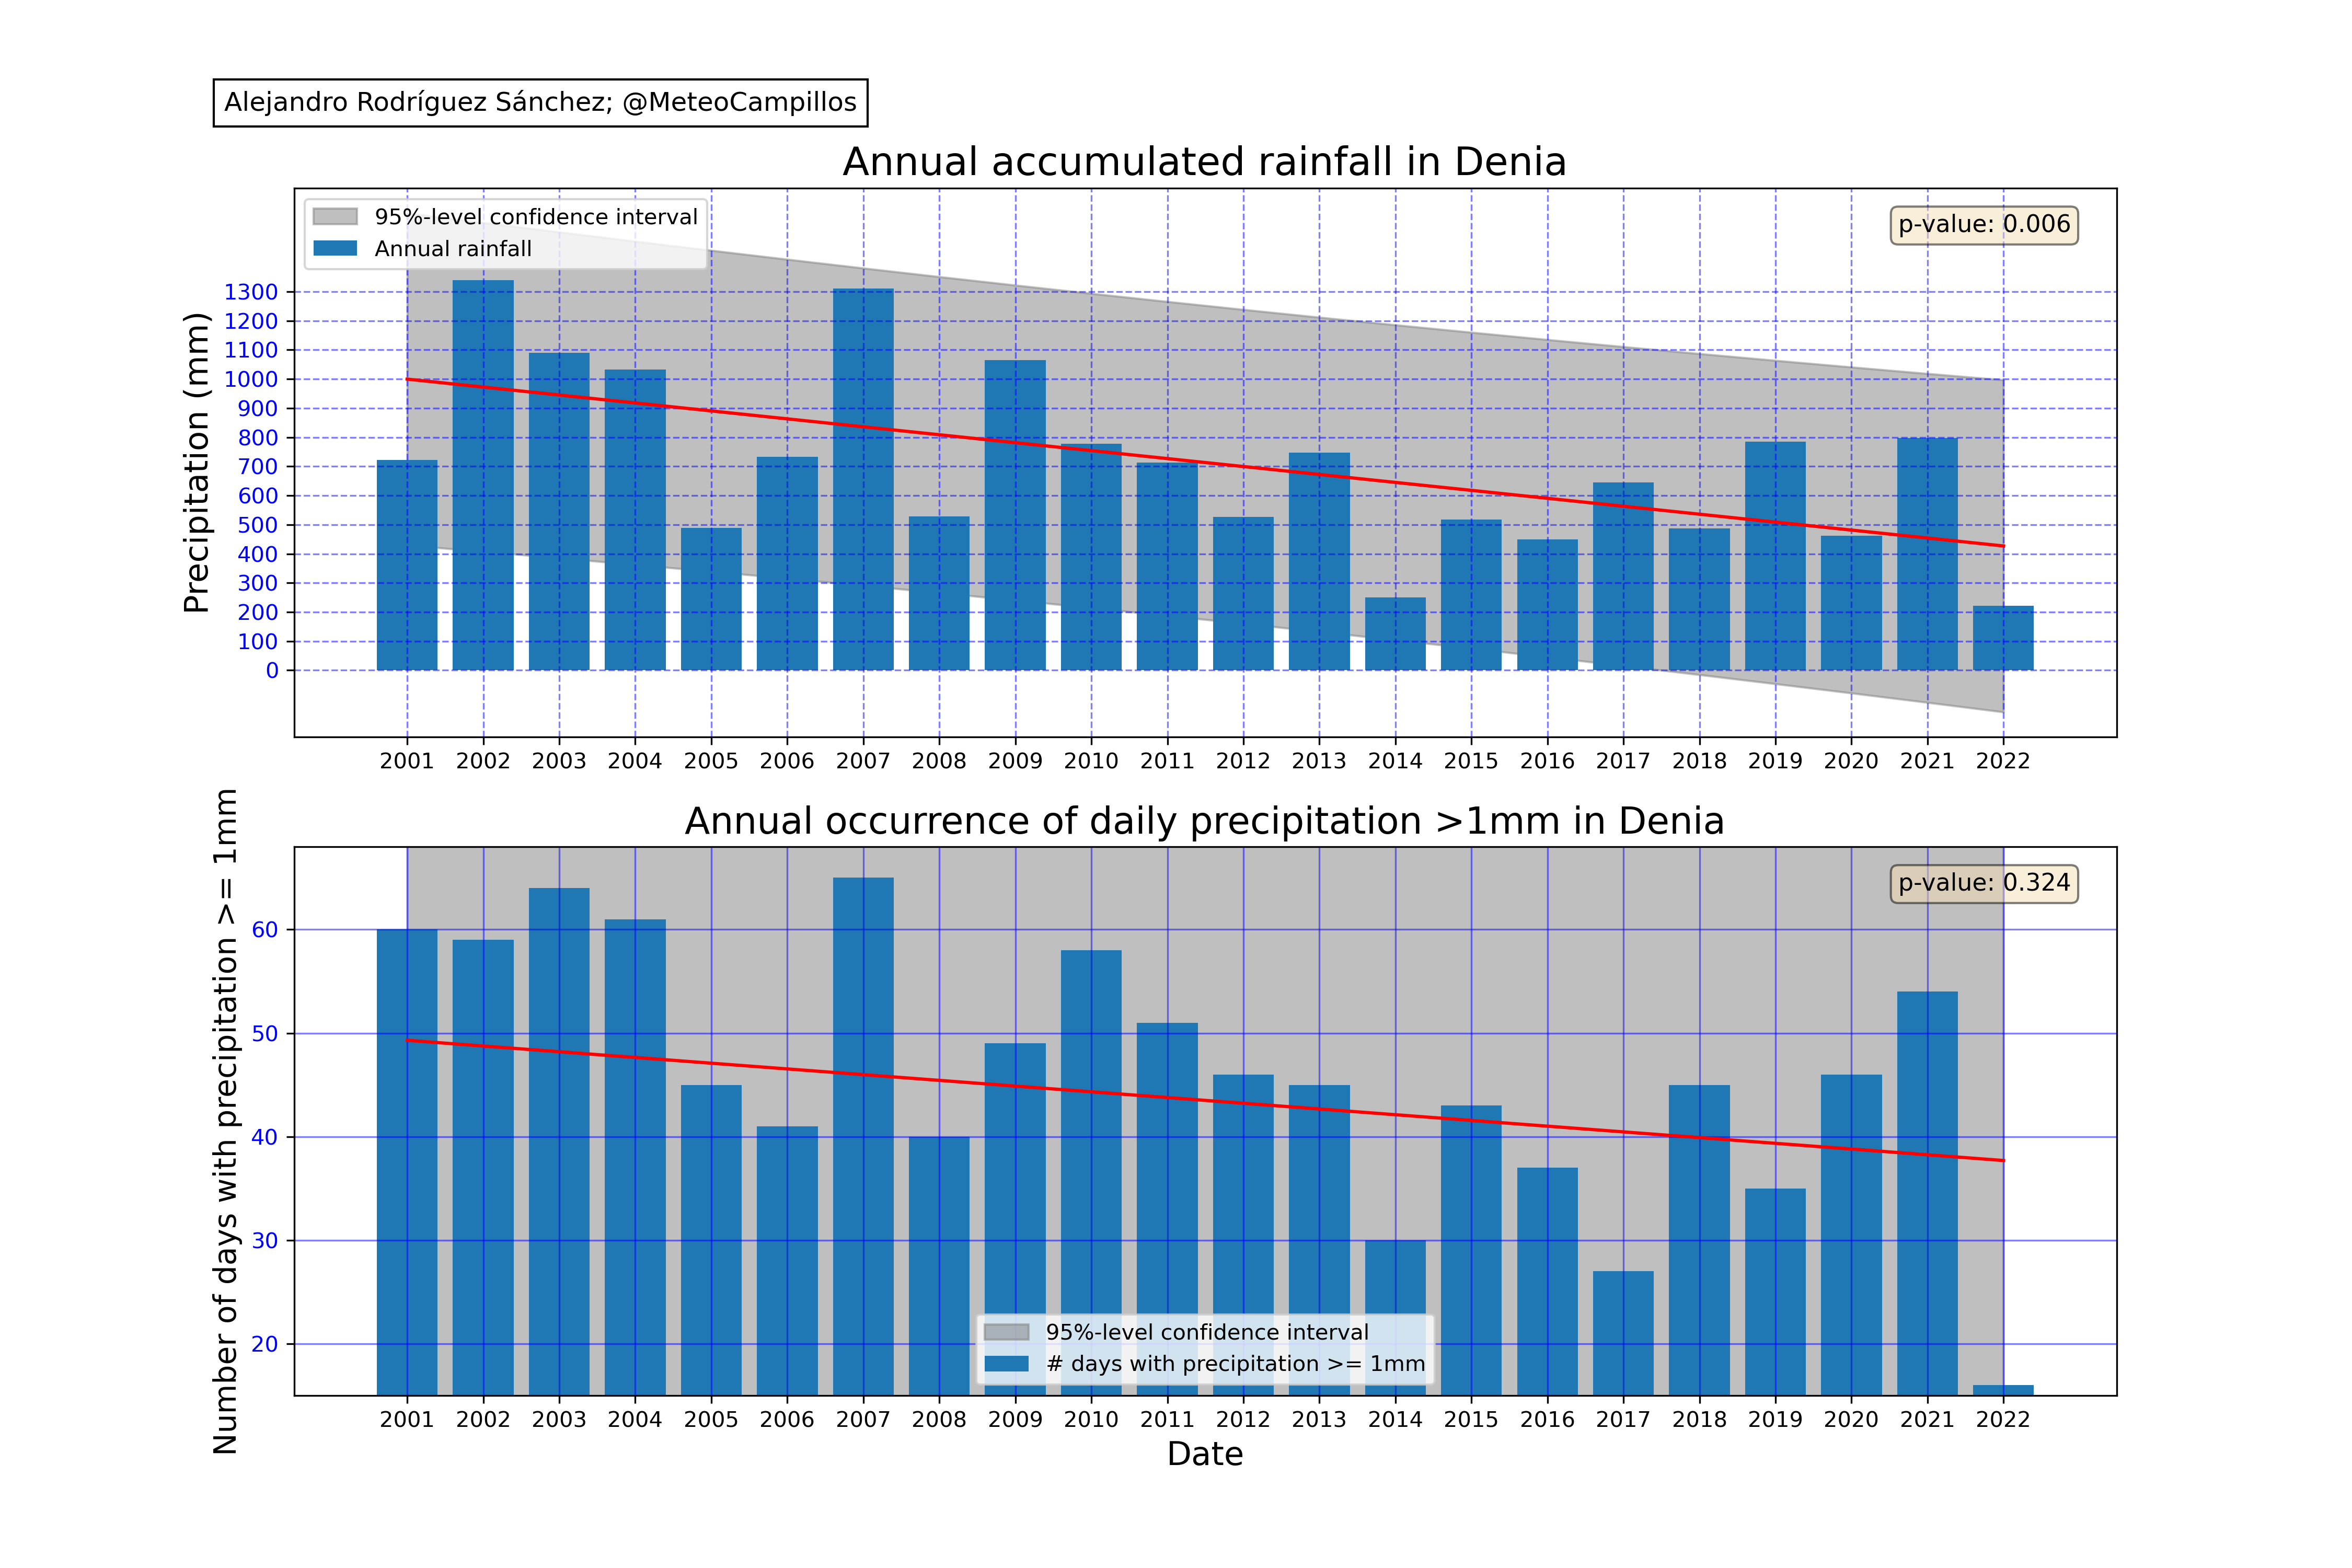 Alejandro Rodríguez Sánchez; @MeteoCampillos
Annual accumulated rainfall in Denia
95%-level confidence interval
Annual rainfall
p-value: 0.006
Precipitation (mm)
1300
1200
1100
1000
900
800
700
600
500
400
300
200
100
0
2001 2002 2003 2004 2005 2006 2007 2008 2009 2010 2011 2012 2013 2014 2015 2016 2017 2018 2019 2020 2021 2022
Annual occurrence of daily precipitation >1mm in Denia
p-value: 0.324
Number of days with precipitation >= 1mm
60
50
40
30
20
95%-level confidence interval
# days with precipitation >= 1mm
2001 2002 2003 2004 2005 2006 2007 2008 2009 2010 2011 2012 2013 2014 2015 2016 2017 2018 2019 2020 2021 2022
Date